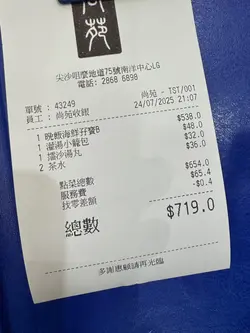 苑
尖沙咀麼地道75號南洋中心LG
電話: 2868 6890
尚苑 - TST/001
單號 : 43249
24/07/2025 21:07
員工 : 尚苑收銀
1 晚飯海鮮孖寶B $538.0
1 灌湯小籠包 $48.0
1 擂沙湯丸 $32.0
2 茶水 $36.0
點菜總數 $654.0
服務費 $65.4
找零差額 -$0.4
總數 $719.0
多謝惠顧請再光臨